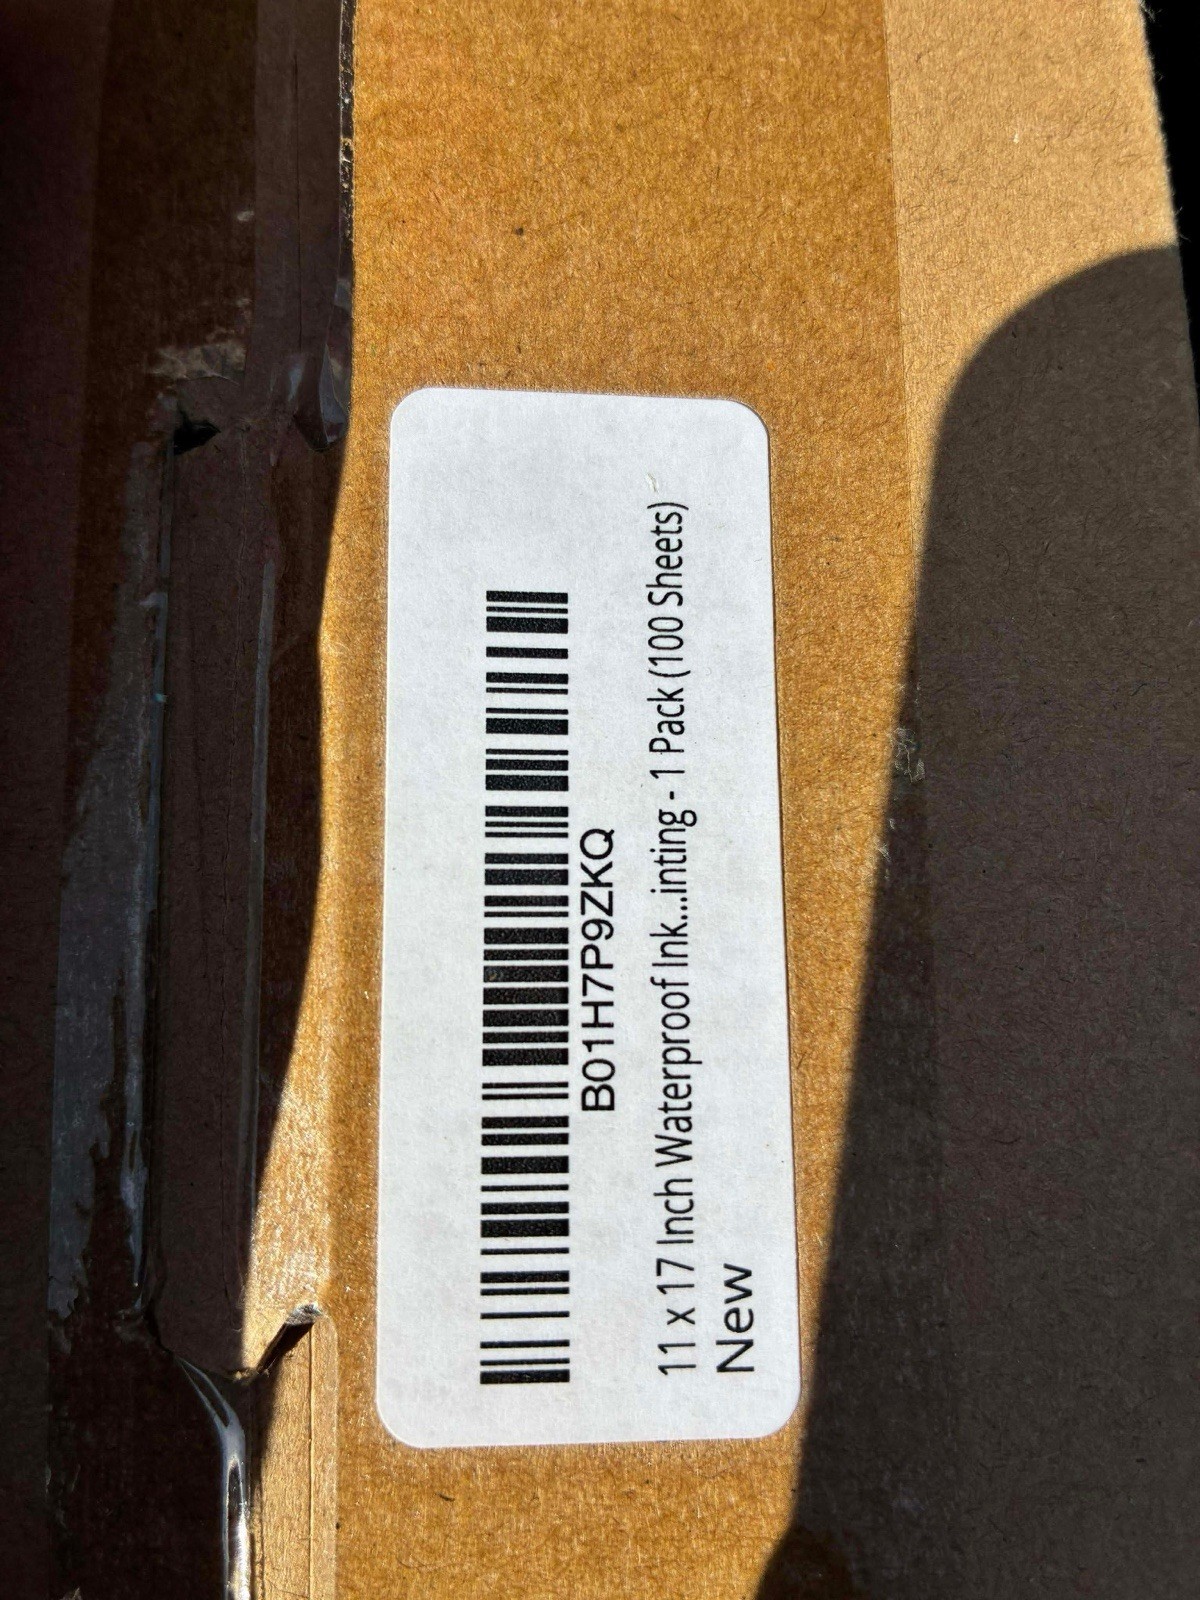 B01H7P9ZKQ
11 x 17 Inch Waterproof Ink...inting - 1 Pack (100 Sheets)
New